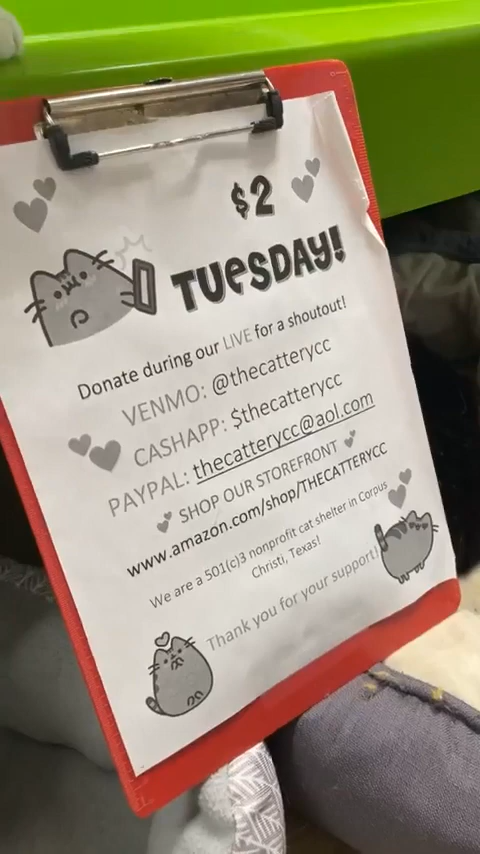 $2
TUESDAY!
Donate during our LIVE for a shoutout!
VENMO: @thecatterycc
CASHAPP: $thecatterycc
PAYPAL: thecatterycc@aol.com
SHOP OUR STOREFRONT
www.amazon.com/shop/THECATTERYCC
We are a 501(c)3 nonprofit cat shelter in Corpus
Christi, Texas!
Thank you for your support!